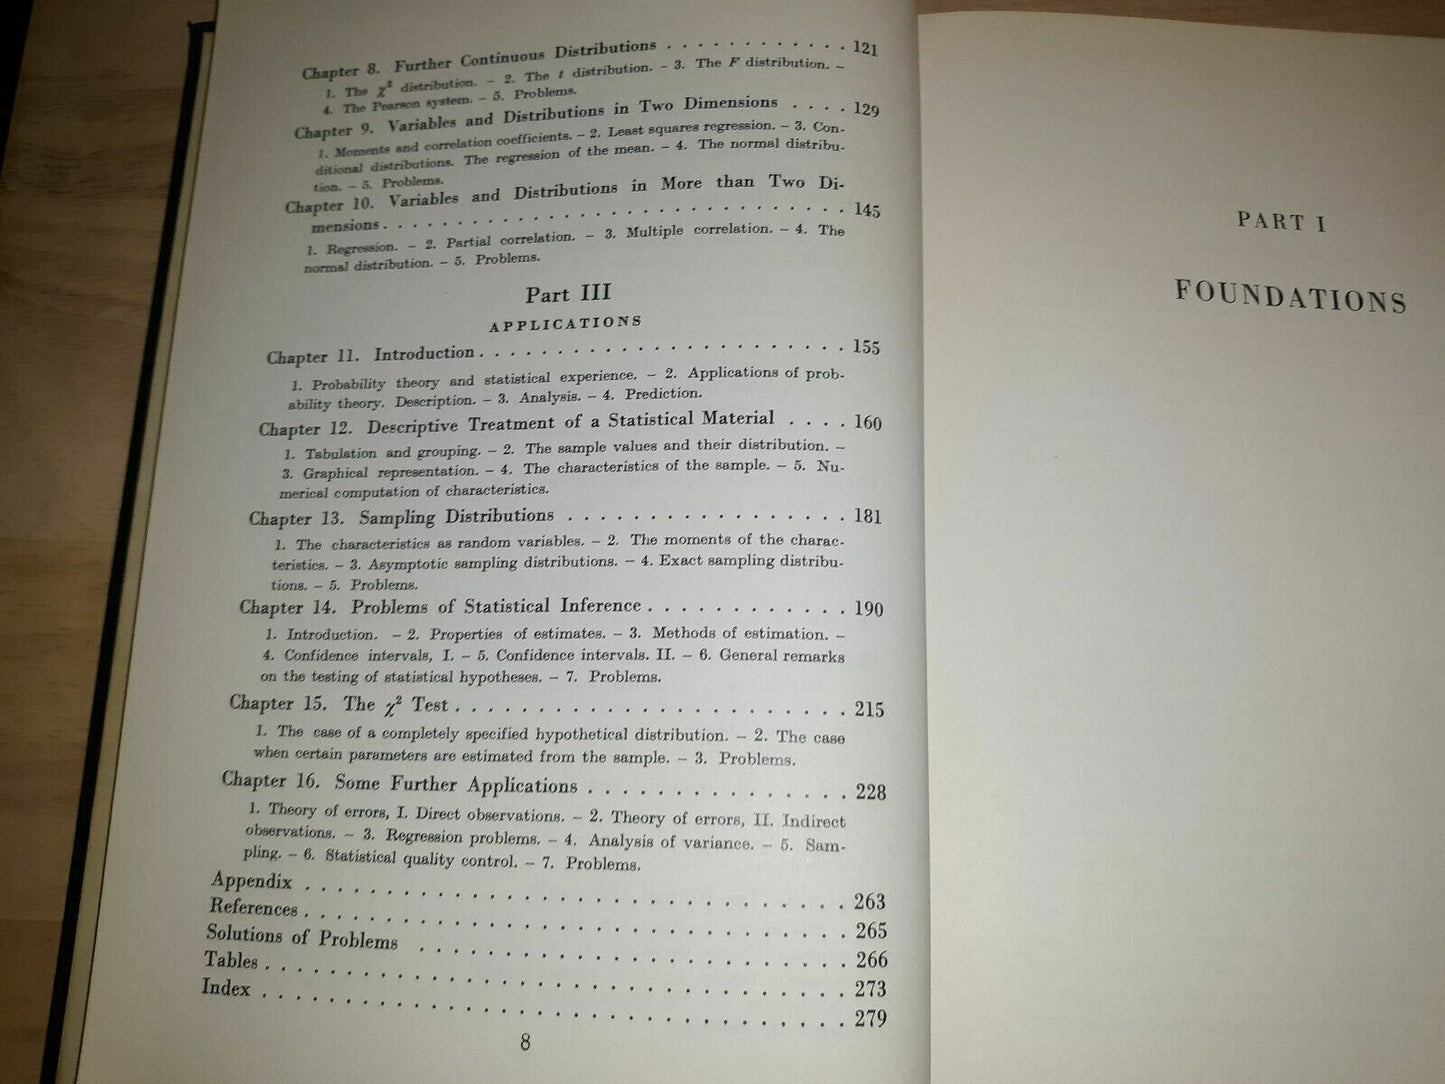 Chapter 8. Further Continuous Distributions . . . . . . . . . . . 121
1. The χ² distribution. – 2. The t distribution. – 3. The F distribution. –
4. The Pearson system. – 5. Problems.
Chapter 9. Variables and Distributions in Two Dimensions . . . . 129
1. Moments and correlation coefficients. – 2. Least squares regression. – 3. Con-
ditional distributions. The regression of the mean. – 4. The normal distribu-
tion. – 5. Problems.
Chapter 10. Variables and Distributions in More than Two Di-
mensions . . . . . . . . . . . . . . . . . . . . . . . . . . . . . 145
1. Regression. – 2. Partial correlation. – 3. Multiple correlation. – 4. The
normal distribution. – 5. Problems.
Part III
APPLICATIONS
Chapter 11. Introduction . . . . . . . . . . . . . . . . . . . . . . 155
1. Probability theory and statistical experience. – 2. Applications of prob-
ability theory. Description. – 3. Analysis. – 4. Prediction.
Chapter 12. Descriptive Treatment of a Statistical Material . . . . 160
1. Tabulation and grouping. – 2. The sample values and their distribution. –
3. Graphical representation. – 4. The characteristics of the sample. – 5. Nu-
merical computation of characteristics.
Chapter 13. Sampling Distributions . . . . . . . . . . . . . . . . . 181
1. The characteristics as random variables. – 2. The moments of the charac-
teristics. – 3. Asymptotic sampling distributions. – 4. Exact sampling distribu-
tions. – 5. Problems.
Chapter 14. Problems of Statistical Inference . . . . . . . . . . . . 190
1. Introduction. – 2. Properties of estimates. – 3. Methods of estimation. –
4. Confidence intervals, I. – 5. Confidence intervals. II. – 6. General remarks
on the testing of statistical hypotheses. – 7. Problems.
Chapter 15. The χ² Test . . . . . . . . . . . . . . . . . . . . . . . 215
1. The case of a completely specified hypothetical distribution. – 2. The case
when certain parameters are estimated from the sample. – 3. Problems.
Chapter 16. Some Further Applications . . . . . . . . . . . . . . . 228
1. Theory of errors, I. Direct observations. – 2. Theory of errors, II. Indirect
observations. – 3. Regression problems. – 4. Analysis of variance. – 5. Sam-
pling. – 6. Statistical quality control. – 7. Problems.
Appendix . . . . . . . . . . . . . . . . . . . . . . . . . . . . . . 263
References . . . . . . . . . . . . . . . . . . . . . . . . . . . . . 265
Solutions of Problems . . . . . . . . . . . . . . . . . . . . . . . 266
Tables . . . . . . . . . . . . . . . . . . . . . . . . . . . . . . . 273
Index . . . . . . . . . . . . . . . . . . . . . . . . . . . . . . . . 279
8
PART I
FOUNDATIONS